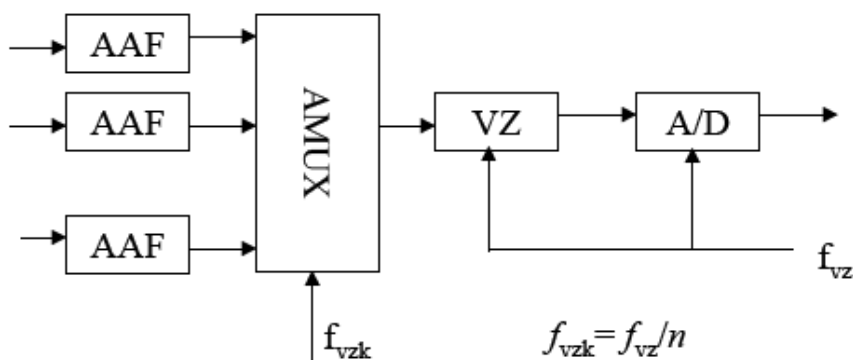 AAF
AAF
AAF
AMUX
VZ
A/D
f_vz
f_vzk
f_vzk= f_vz/n